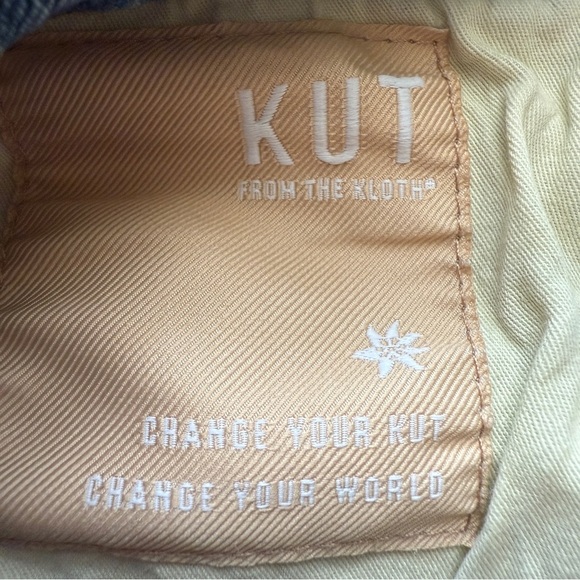 KUT
FROM THE KLOTH®
CHANGE YOUR KUT
CHANGE YOUR WORLD